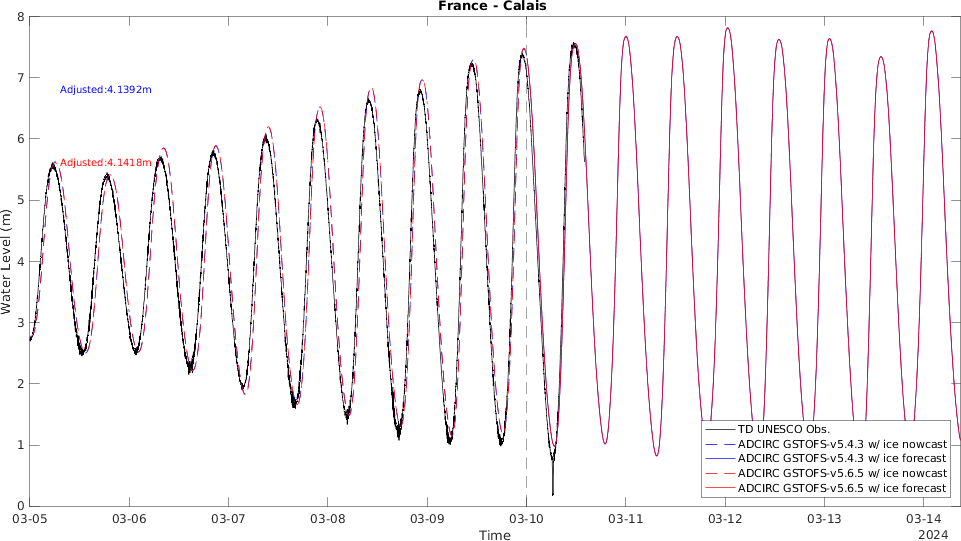 France - Calais
8
7
6
5
4
3
2
1
0
Water Level (m)
Adjusted:4.1392m
Adjusted:4.1418m
TD UNESCO Obs.
ADCIRC GSTOFS-v5.4.3 w/ ice nowcast
ADCIRC GSTOFS-v5.4.3 w/ ice forecast
ADCIRC GSTOFS-v5.6.5 w/ ice nowcast
ADCIRC GSTOFS-v5.6.5 w/ ice forecast
03-05 03-06 03-07 03-08 03-09 03-10 03-11 03-12 03-13 03-14
Time
2024